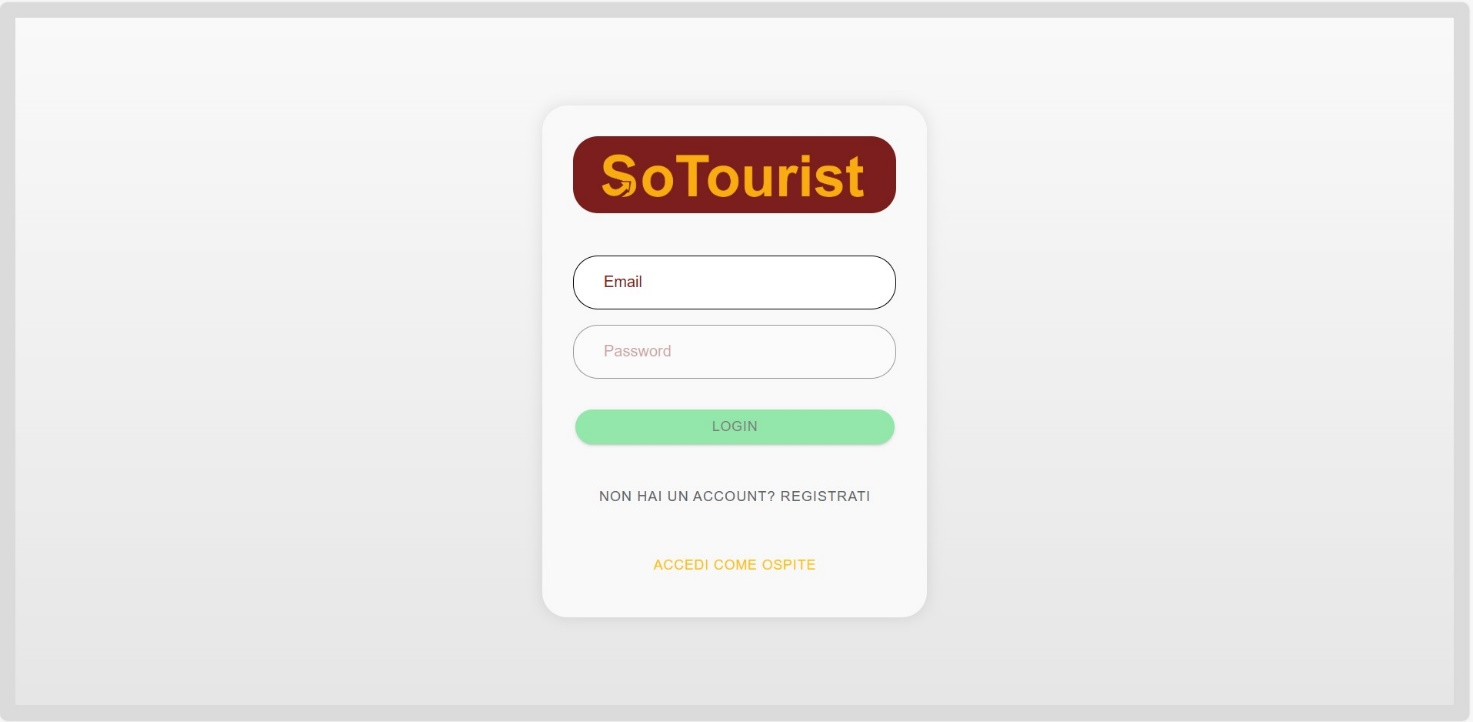 SoTourist
Email
Password
LOGIN
NON HAI UN ACCOUNT? REGISTRATI
ACCEDI COME OSPITE